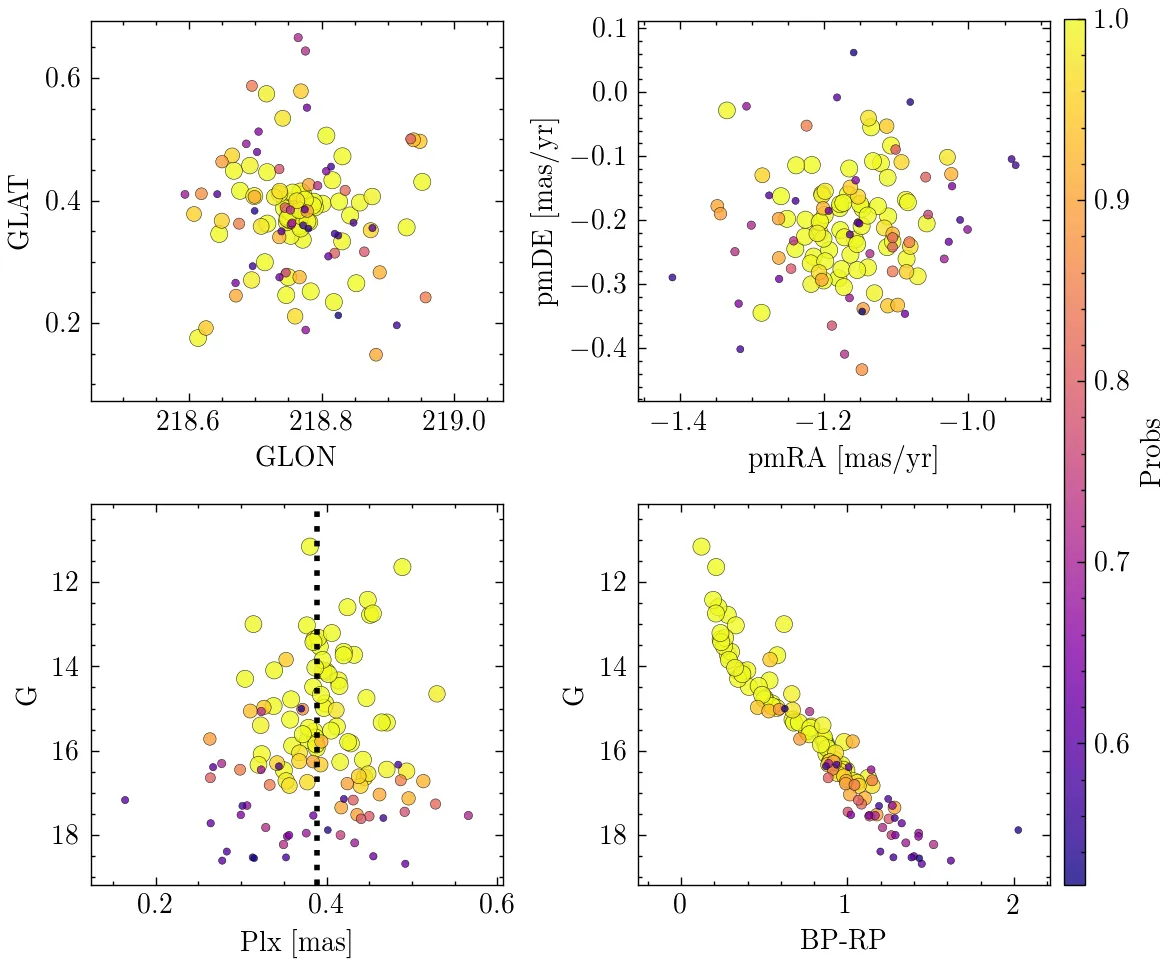 0.6
0.4
0.2
GLAT
218.6 218.8 219.0
GLON
0.1
0.0
−0.1
−0.2
−0.3
−0.4
pmDE [mas/yr]
−1.4 −1.2 −1.0
pmRA [mas/yr]
1.0
0.9
0.8
0.7
0.6
Probs
12
14
16
18
G
0.2 0.4 0.6
Plx [mas]
12
14
16
18
G
0 1 2
BP-RP